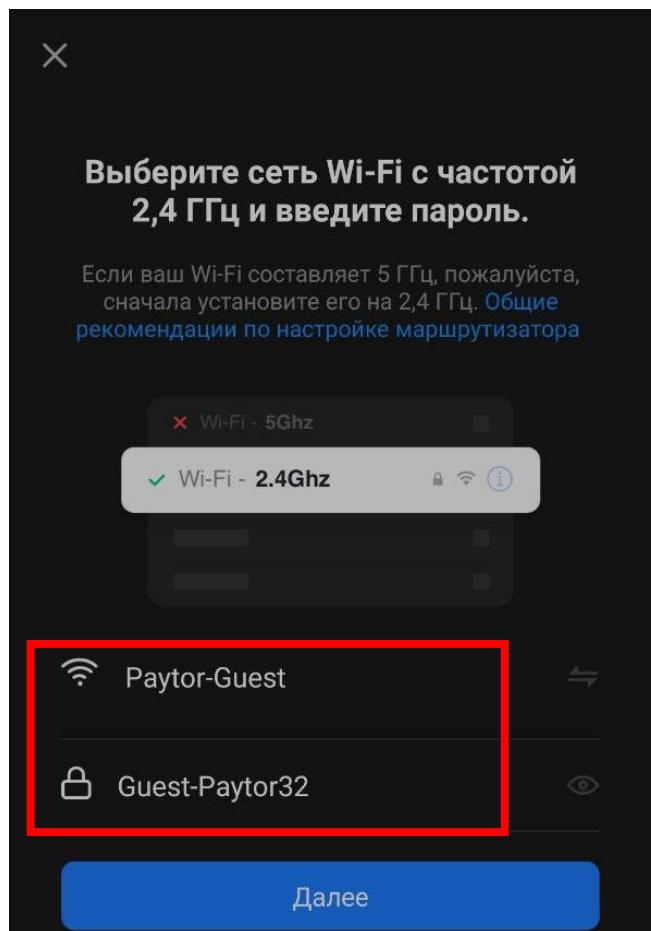 Выберите сеть Wi-Fi с частотой
2,4 ГГц и введите пароль.
Если ваш Wi-Fi составляет 5 ГГц, пожалуйста,
сначала установите его на 2,4 ГГц. Общие
рекомендации по настройке маршрутизатора
Wi-Fi - 5Ghz
Wi-Fi - 2.4Ghz
Paytor-Guest
Guest-Paytor32
Далее